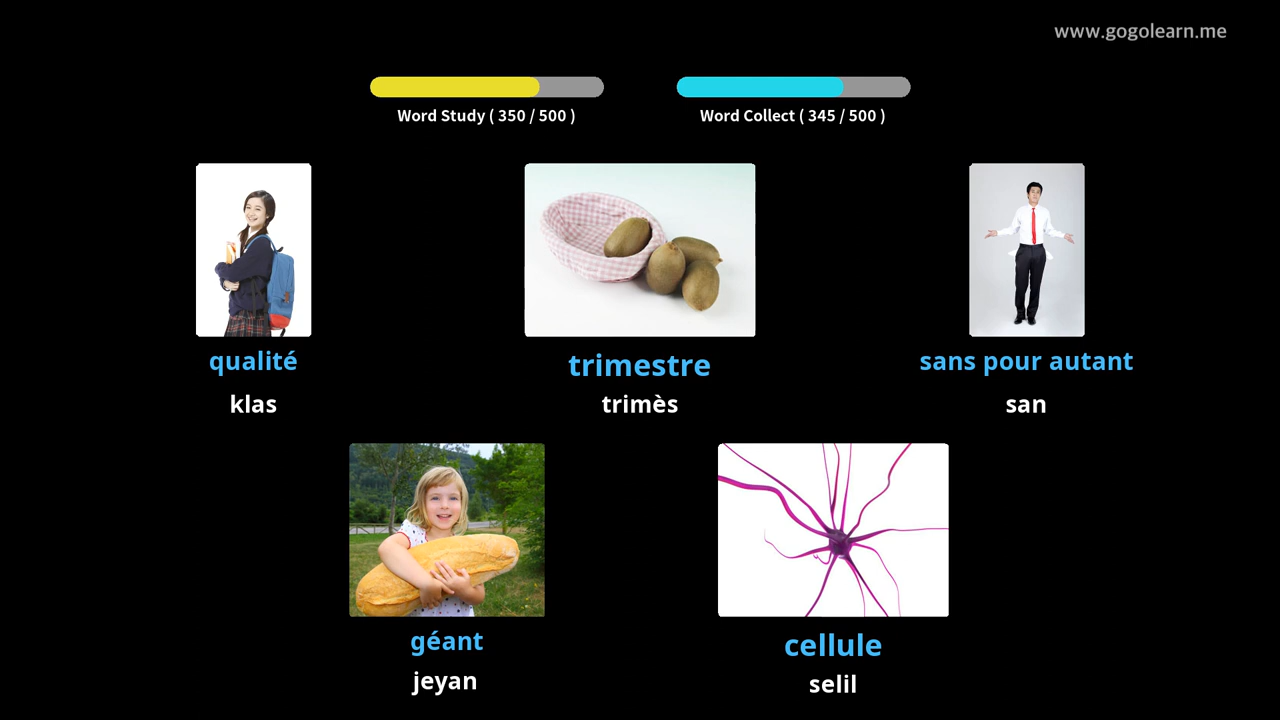 www.gogolearn.me
Word Study ( 350 / 500 )
Word Collect ( 345 / 500 )
qualité
klas
trimestre
trimès
sans pour autant
san
géant
jeyan
cellule
selil